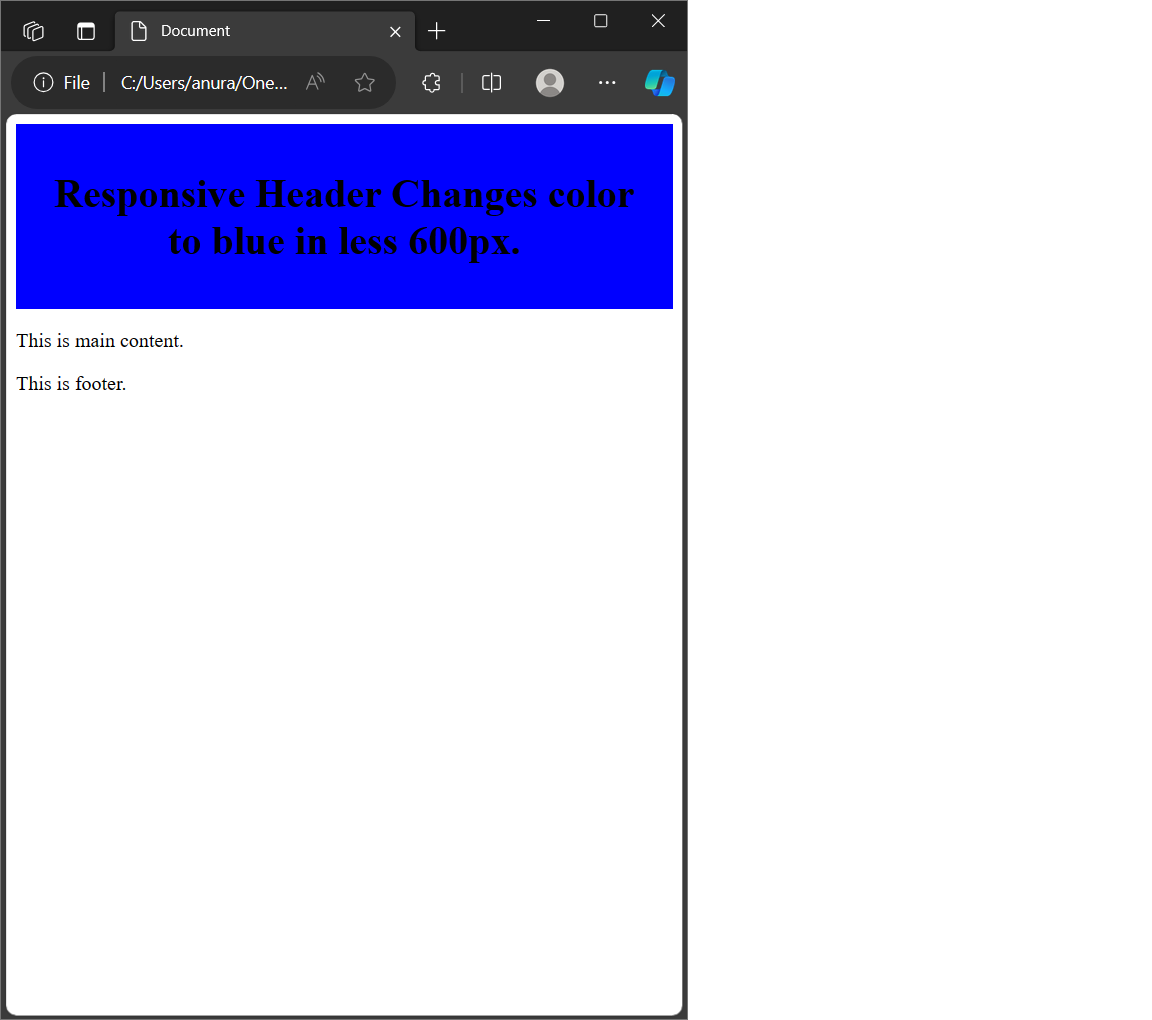 Document
File C:/Users/anura/One...
Responsive Header Changes color
to blue in less 600px.
This is main content.
This is footer.